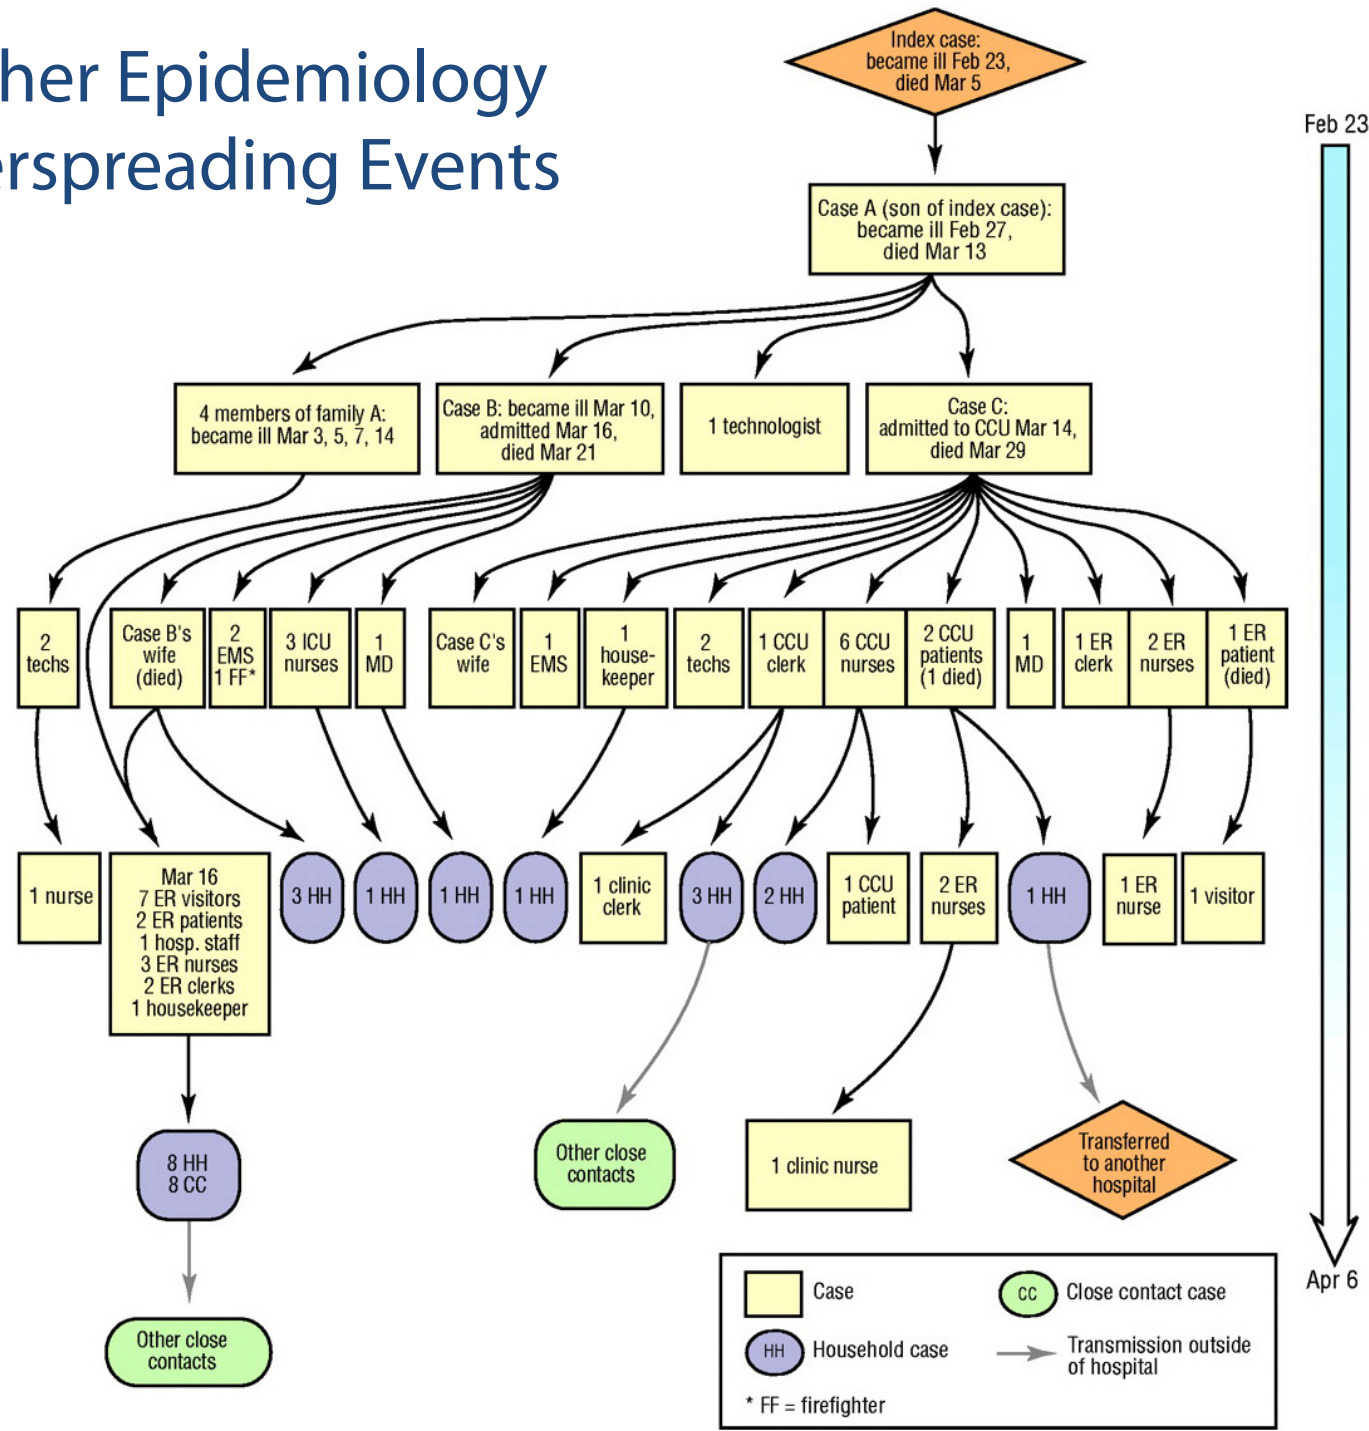 her Epidemiology
erspreading Events
Index case:
became ill Feb 23,
died Mar 5
Feb 23
Case A (son of index case):
became ill Feb 27,
died Mar 13
4 members of family A:
became ill Mar 3, 5, 7, 14
Case B: became ill Mar 10,
admitted Mar 16,
died Mar 21
1 technologist
Case C:
admitted to CCU Mar 14,
died Mar 29
2
techs
Case B's
wife
(died)
2
EMS
1 FF*
3 ICU
nurses
1
MD
Case C's
wife
1
EMS
1
house-
keeper
2
techs
1 CCU
clerk
6 CCU
nurses
2 CCU
patients
(1 died)
1
MD
1 ER
clerk
2 ER
nurses
1 ER
patient
(died)
1 nurse
Mar 16
7 ER visitors
2 ER patients
1 hosp. staff
3 ER nurses
2 ER clerks
1 housekeeper
3 HH
1 HH
1 HH
1 HH
1 clinic
clerk
3 HH
2 HH
1 CCU
patient
2 ER
nurses
1 HH
1 ER
nurse
1 visitor
8 HH
8 CC
Other close
contacts
1 clinic nurse
Transferred
to another
hospital
Other close
contacts
Apr 6
Case
CC
Close contact case
HH
Household case
Transmission outside
of hospital
* FF = firefighter